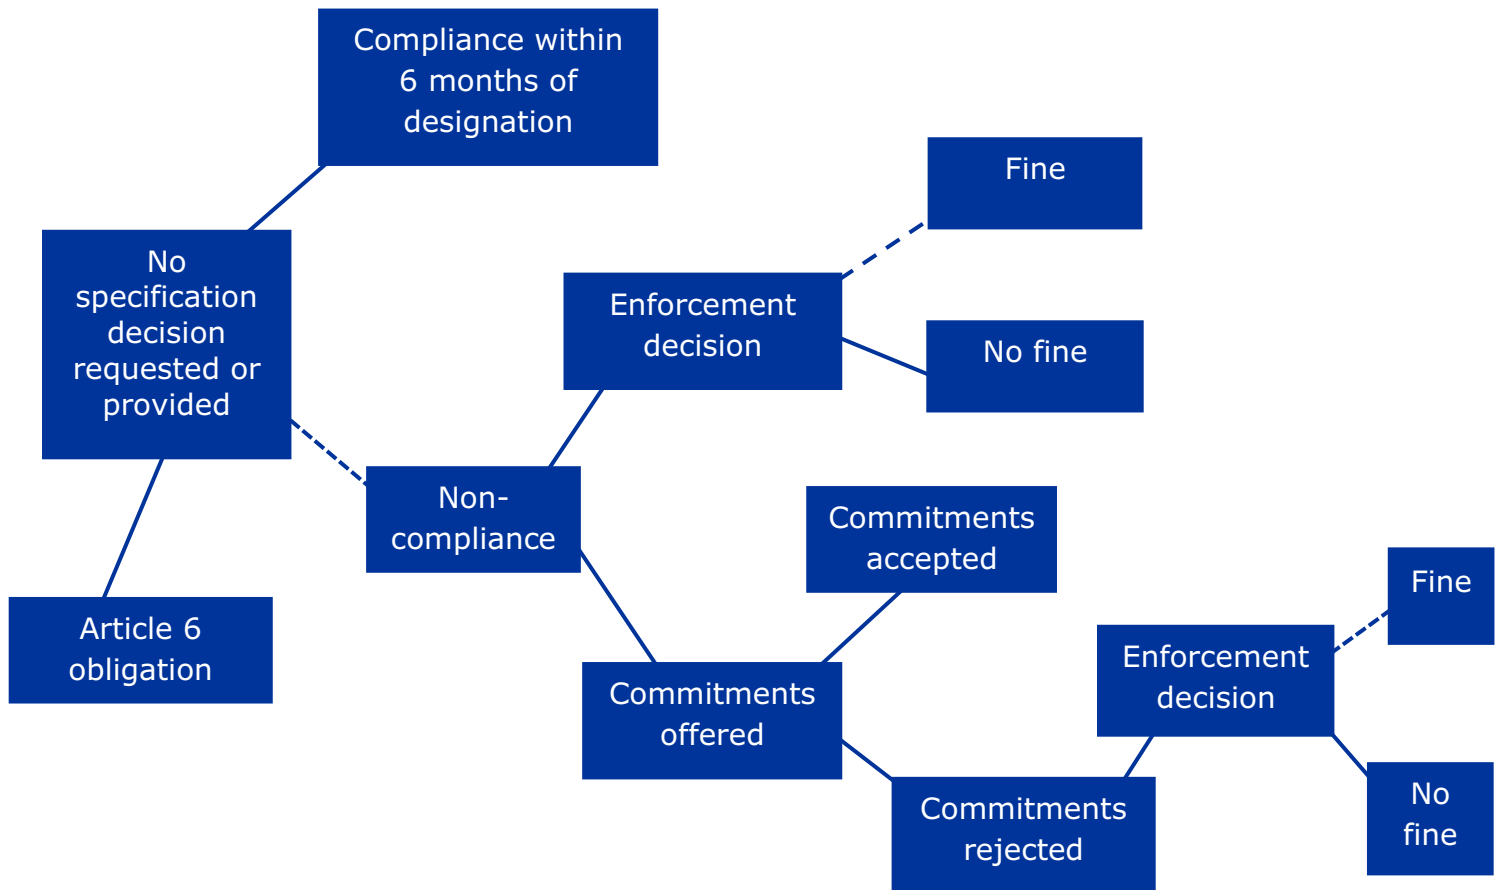 Compliance within
6 months of
designation
Fine
No
specification
decision
requested or
provided
Enforcement
decision
No fine
Non-
compliance
Commitments
accepted
Fine
Article 6
obligation
Enforcement
decision
Commitments
offered
No
fine
Commitments
rejected